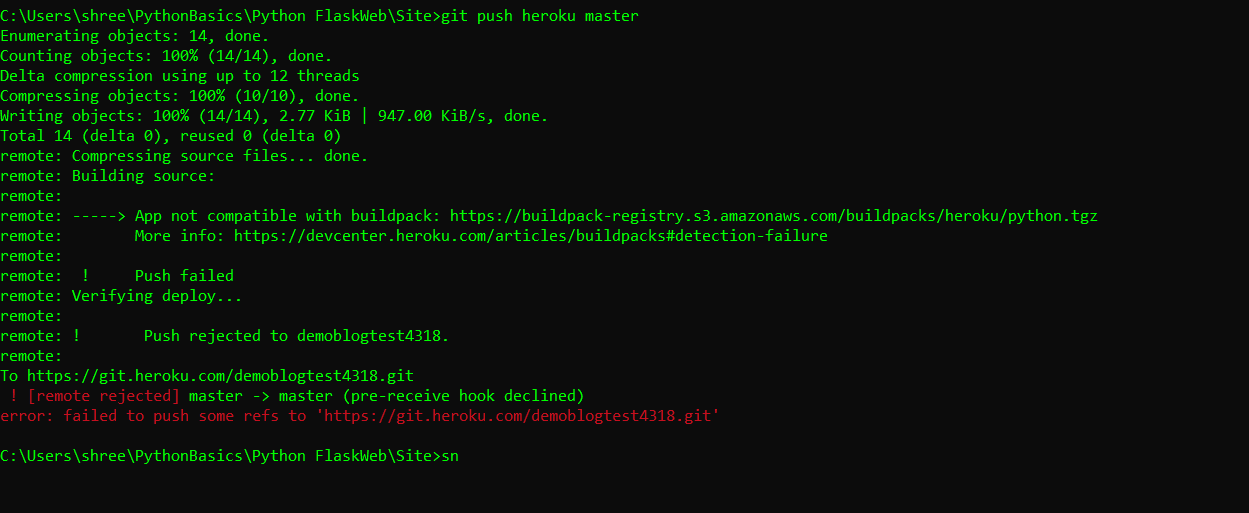 C:\Users\shree\PythonBasics\Python FlaskWeb\Site>git push heroku master
Enumerating objects: 14, done.
Counting objects: 100% (14/14), done.
Delta compression using up to 12 threads
Compressing objects: 100% (10/10), done.
Writing objects: 100% (14/14), 2.77 KiB | 947.00 KiB/s, done.
Total 14 (delta 0), reused 0 (delta 0)
remote: Compressing source files... done.
remote: Building source:
remote:
remote: -----> App not compatible with buildpack: https://buildpack-registry.s3.amazonaws.com/buildpacks/heroku/python.tgz
remote:        More info: https://devcenter.heroku.com/articles/buildpacks#detection-failure
remote:
remote:  !     Push failed
remote: Verifying deploy...
remote:
remote: !       Push rejected to demoblogtest4318.
remote:
To https://git.heroku.com/demoblogtest4318.git
 ! [remote rejected] master -> master (pre-receive hook declined)
error: failed to push some refs to 'https://git.heroku.com/demoblogtest4318.git'
C:\Users\shree\PythonBasics\Python FlaskWeb\Site>sn